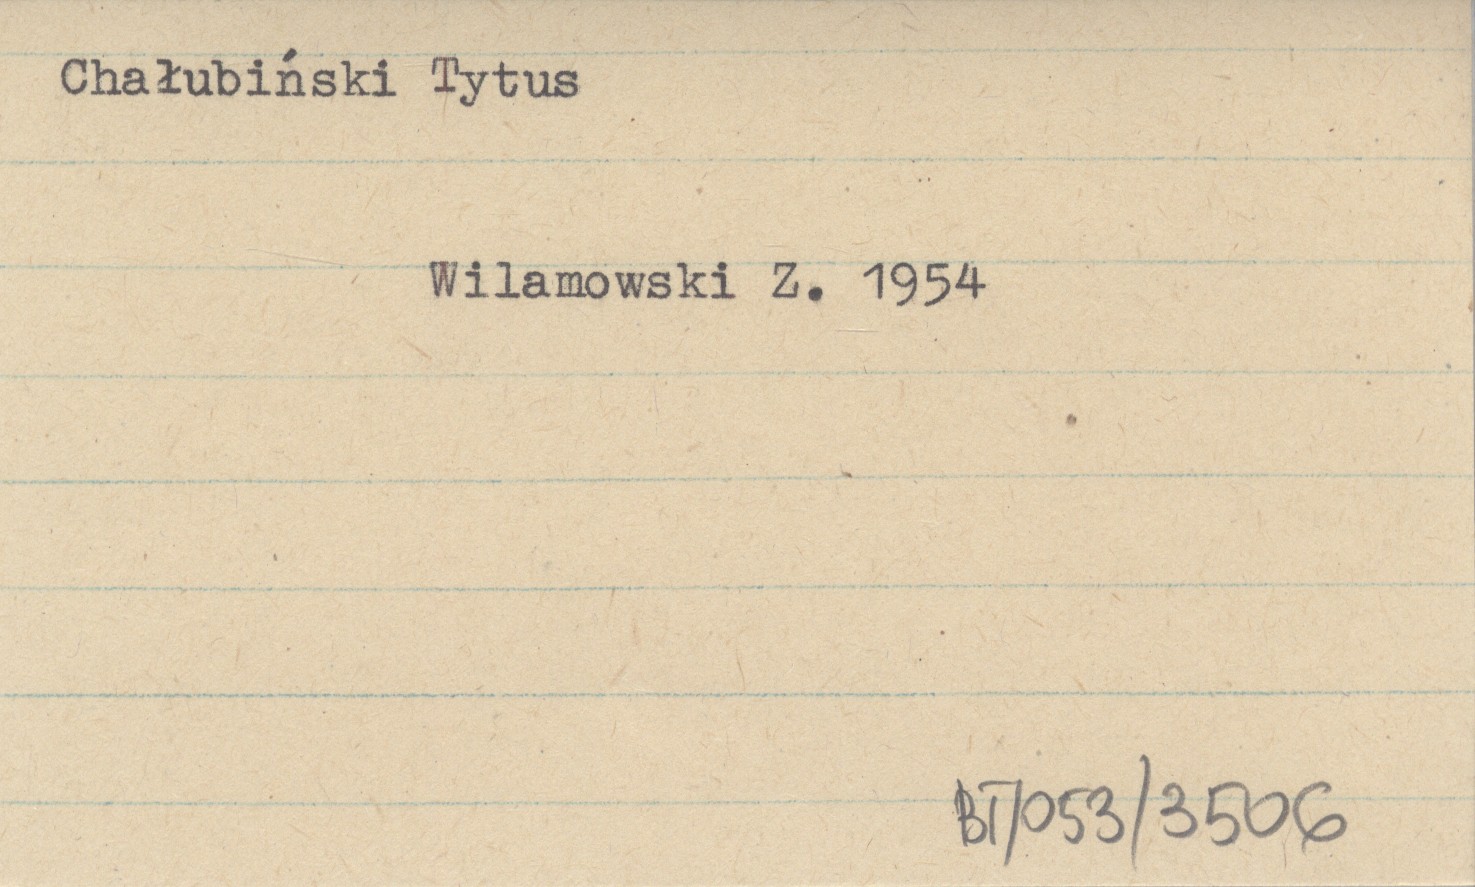 Chałubiński Tytus
Wilamowski Z. 1954
BT/053/3506